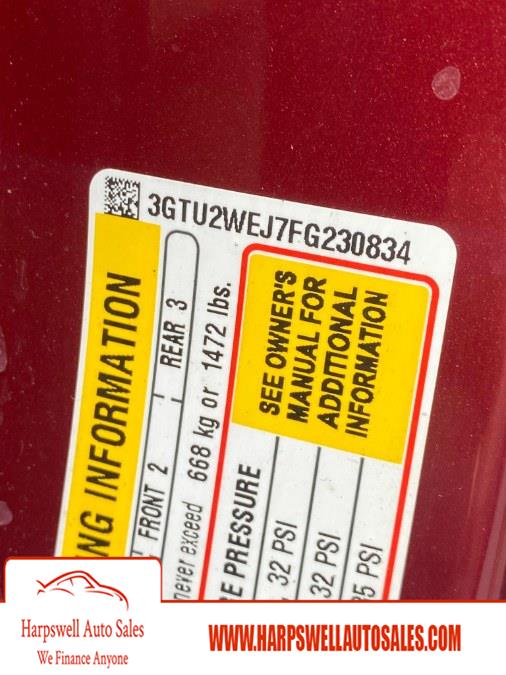 3GTU2WEJ7FG230834
NG INFORMATION
FRONT 2
REAR 3
never exceed 668 kg or 1472 lbs.
SEE OWNER'S
MANUAL FOR
ADDITIONAL
INFORMATION
E PRESSURE
32 PSI
32 PSI
5 PSI
Harpswell Auto Sales
We Finance Anyone
WWW.HARPSWELLAUTOSALES.COM